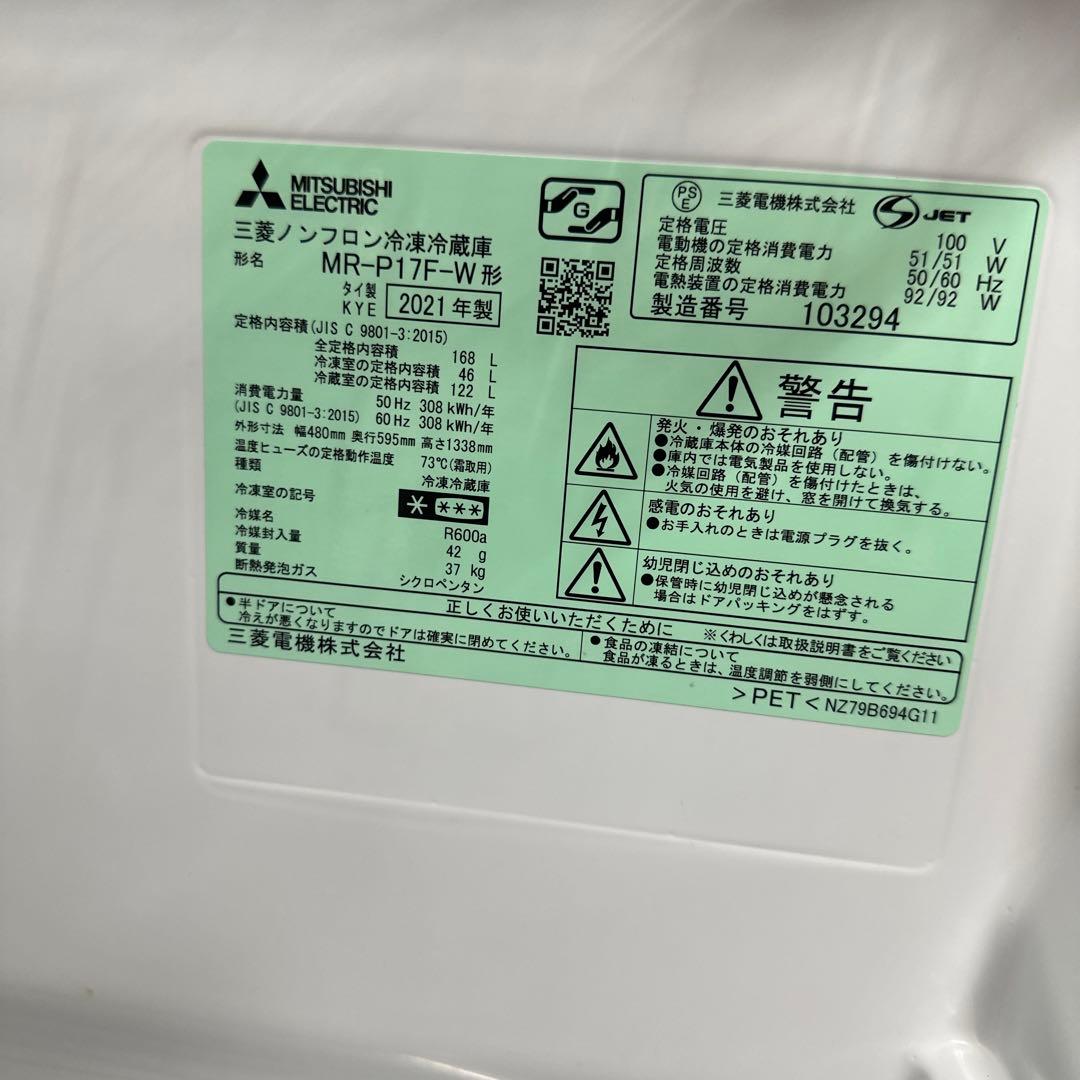 MITSUBISHI
ELECTRIC
三菱ノンフロン冷凍冷蔵庫
形名 MR-P17F-W形
タイ製
KYE 2021年製
定格内容積(JIS C 9801-3:2015)
全定格内容積 168 L
冷凍室の定格内容積 46 L
冷蔵室の定格内容積 122 L
消費電力量 50Hz 308kWh/年
(JIS C 9801-3:2015) 60Hz 308kWh/年
外形寸法 幅480mm 奥行595mm 高さ1338mm
温度ヒューズの定格動作温度 73℃(霜取用)
種類 冷凍冷蔵庫
冷凍室の記号 * ***
冷媒名 R600a
冷媒封入量 42 g
質量 37 kg
断熱発泡ガス シクロペンタン
G
PS
E
三菱電機株式会社
S JET
定格電圧 100 V
電動機の定格消費電力 51/51 W
定格周波数 50/60 Hz
電熱装置の定格消費電力 92/92 W
製造番号 103294
警告
発火・爆発のおそれあり
●冷蔵庫本体の冷媒回路(配管)を傷付けない。
●庫内では電気製品を使用しない。
●冷媒回路(配管)を傷付けたときは、
火気の使用を避け、窓を開けて換気する。
感電のおそれあり
●お手入れのときは電源プラグを抜く。
幼児閉じ込めのおそれあり
●保管時に幼児閉じ込めが懸念される
場合はドアパッキングをはずす。
正しくお使いいただくために ※くわしくは取扱説明書をご覧ください
●半ドアについて
冷えが悪くなりますのでドアは確実に閉めてください。
●食品の凍結について
食品が凍るときは、温度調節を弱側にしてください。
三菱電機株式会社
>PET< NZ79B694G11